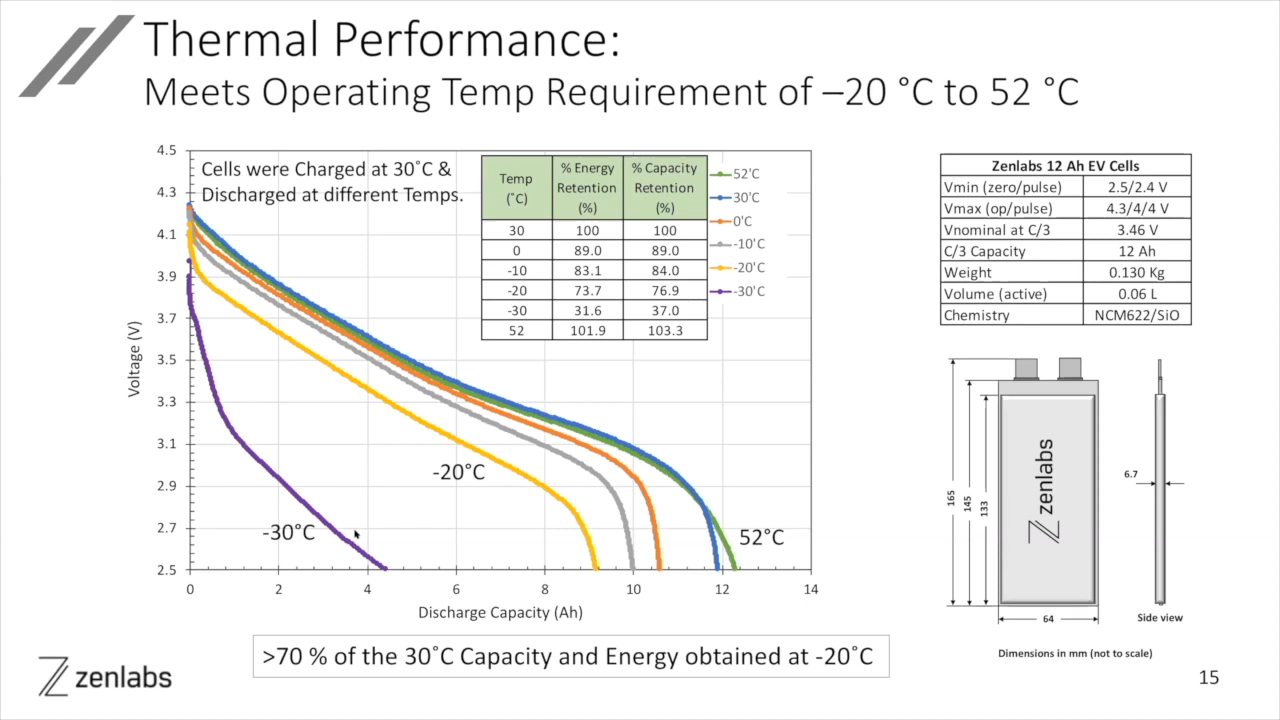 Thermal Performance:
Meets Operating Temp Requirement of –20 °C to 52 °C
Cells were Charged at 30˚C &
Discharged at different Temps.
Temp (˚C) % Energy Retention (%) % Capacity Retention (%)
30 100 100
0 89.0 89.0
-10 83.1 84.0
-20 73.7 76.9
-30 31.6 37.0
52 101.9 103.3
52'C
30'C
0'C
-10'C
-20'C
-30'C
4.5
4.3
4.1
3.9
3.7
3.5
3.3
3.1
2.9
2.7
2.5
Voltage (V)
-20°C
-30°C
52°C
0 2 4 6 8 10 12 14
Discharge Capacity (Ah)
Zenlabs 12 Ah EV Cells
Vmin (zero/pulse) 2.5/2.4 V
Vmax (op/pulse) 4.3/4/4 V
Vnominal at C/3 3.46 V
C/3 Capacity 12 Ah
Weight 0.130 Kg
Volume (active) 0.06 L
Chemistry NCM622/SiO
165
145
133
zenlabs
6.7
64
Side view
Dimensions in mm (not to scale)
>70 % of the 30˚C Capacity and Energy obtained at -20˚C
zenlabs
15